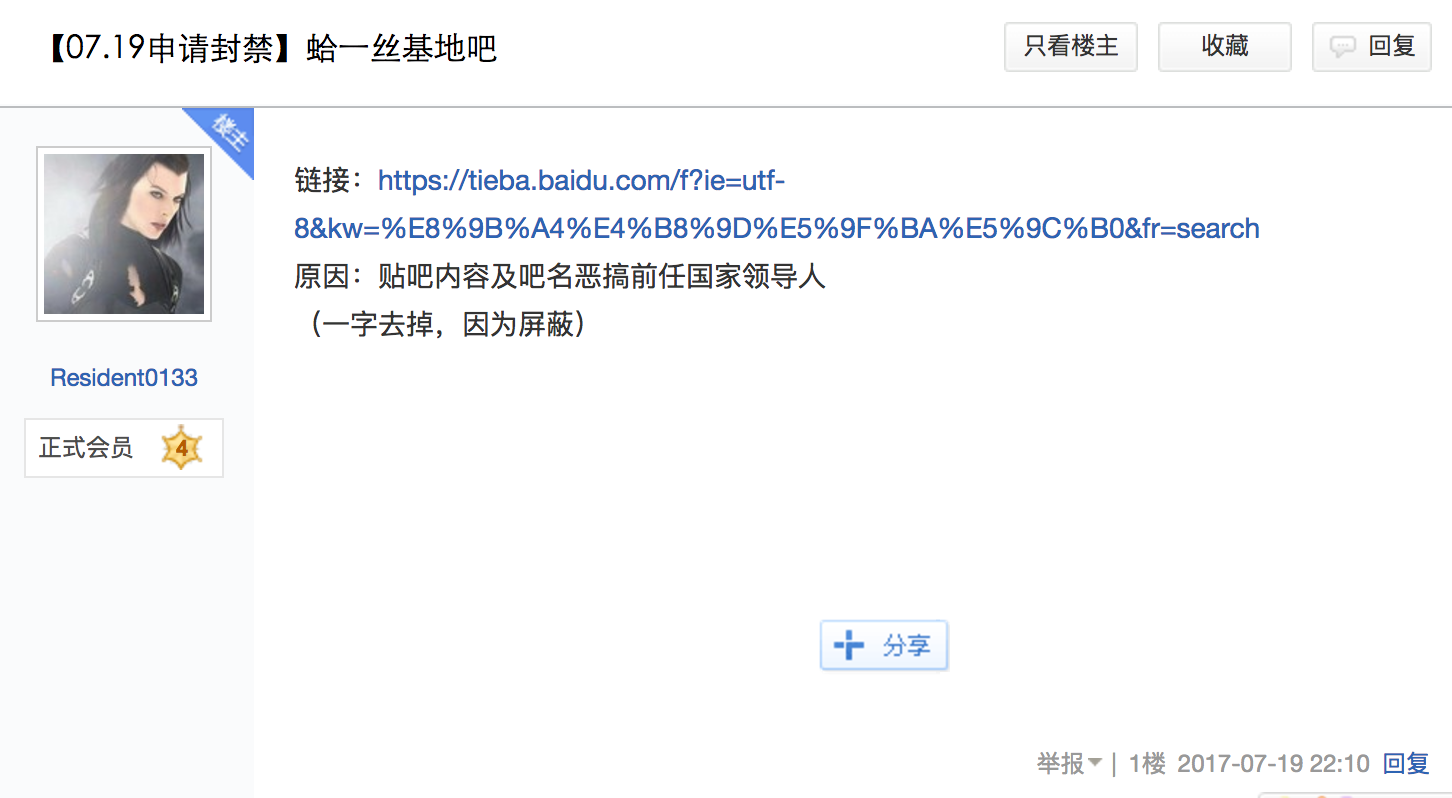 【07.19申请封禁】蛤一丝基地吧
只看楼主
收藏
回复
楼主
链接：https://tieba.baidu.com/f?ie=utf-
8&kw=%E8%9B%A4%E4%B8%9D%E5%9F%BA%E5%9C%B0&fr=search
原因：贴吧内容及吧名恶搞前任国家领导人
（一字去掉，因为屏蔽）
Resident0133
正式会员 4
分享
举报 | 1楼 2017-07-19 22:10 回复